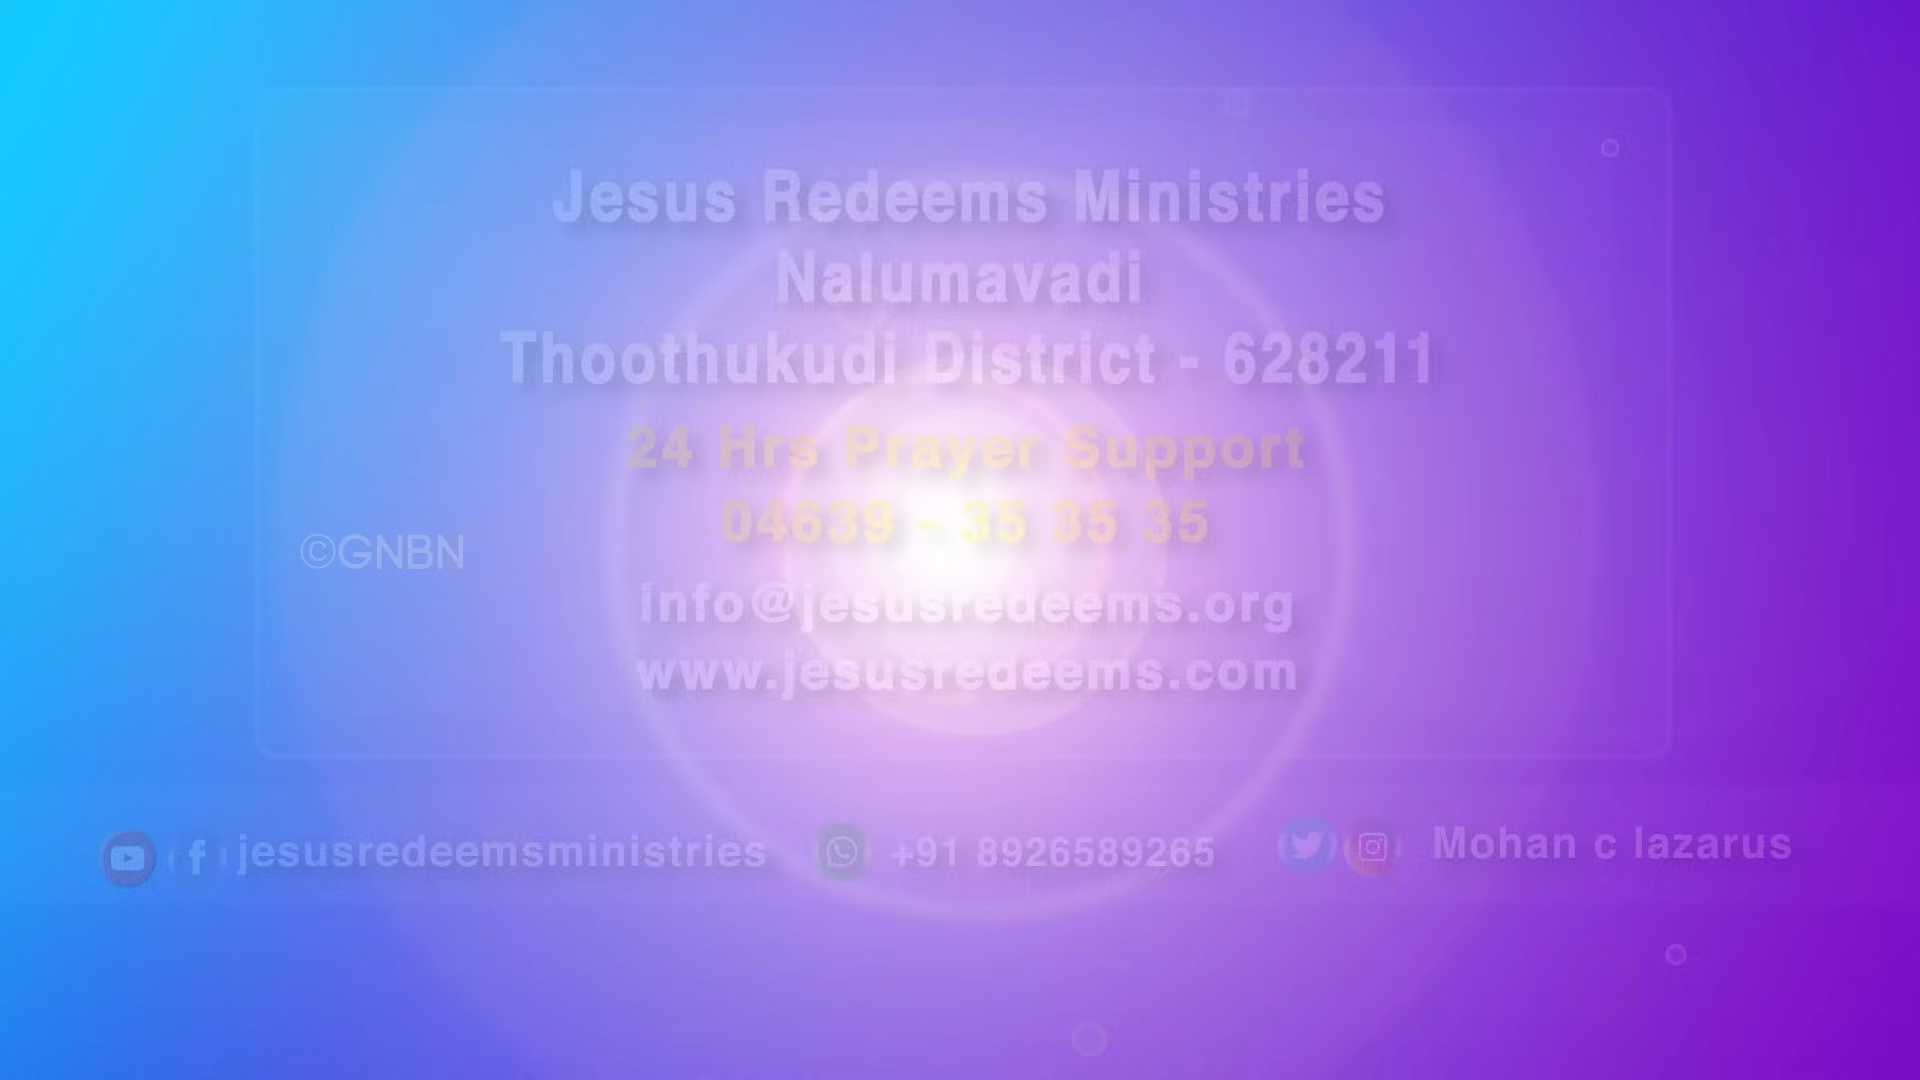 Jesus Redeems Ministries
Nalumavadi
Thoothukudi District - 628211
24 Hrs Prayer Support
04639 - 35 35 35
©GNBN
info@jesusredeems.org
www.jesusredeems.com
jesusredeemsministries +91 8926589265 Mohan c lazarus